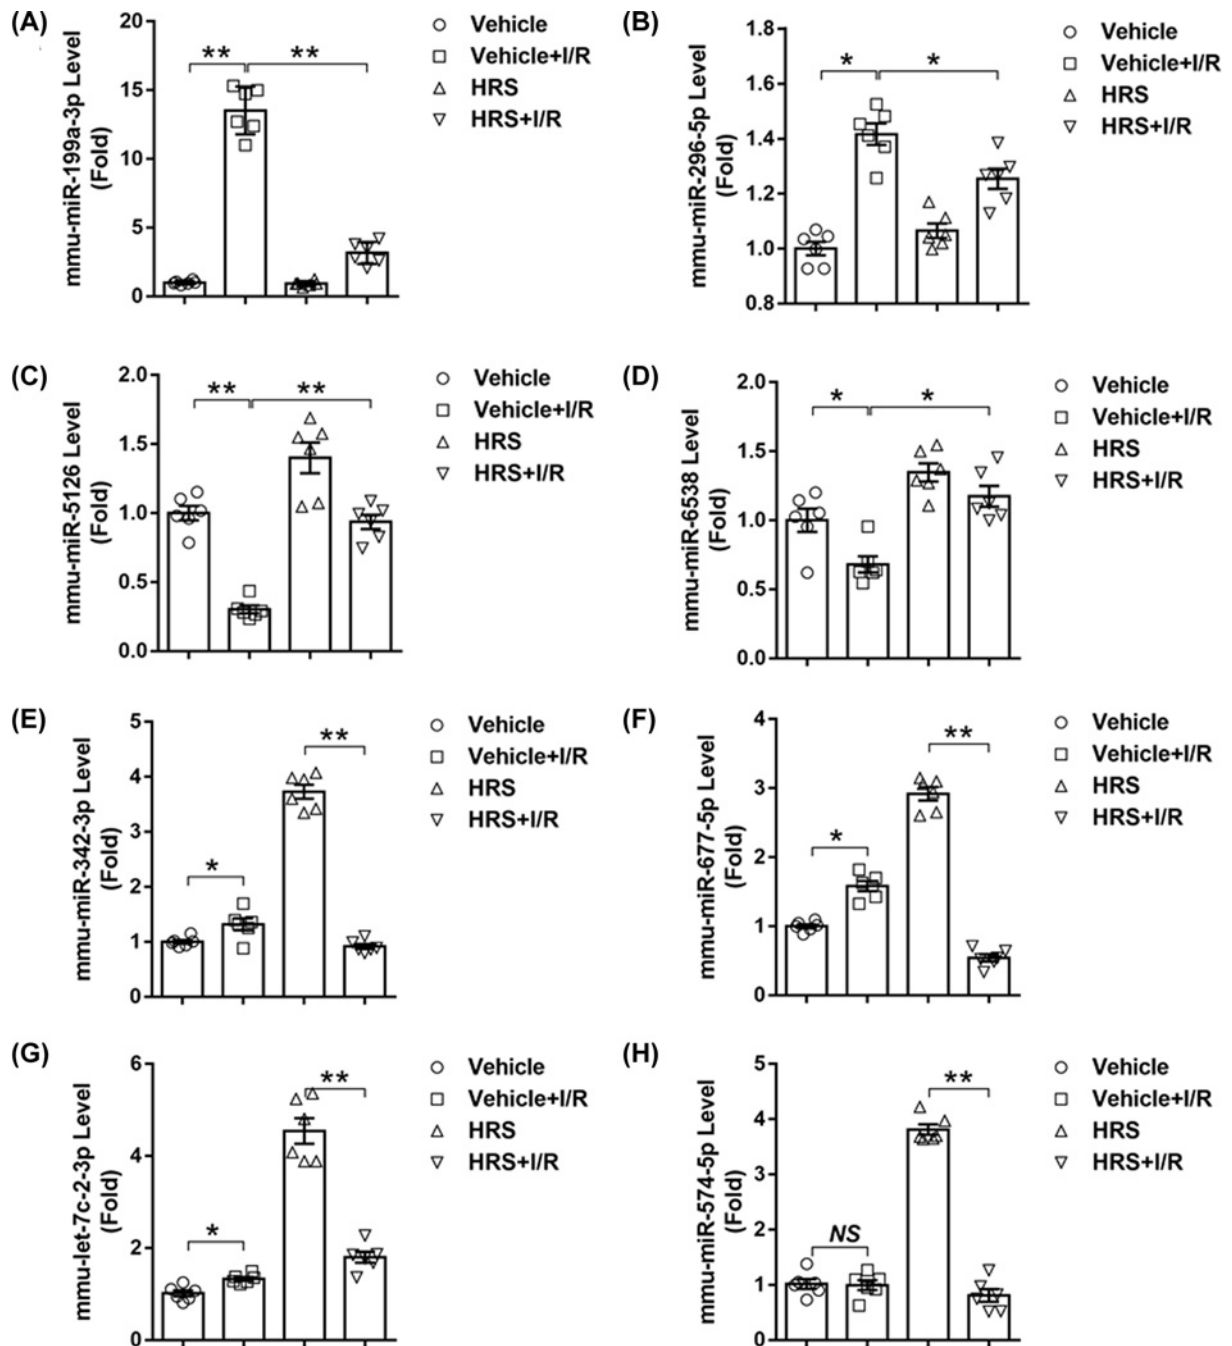 (A)
mmu-miR-199a-3p Level
(Fold)
20
15
10
5
0
**
**
Vehicle
Vehicle+I/R
HRS
HRS+I/R
(B)
mmu-miR-296-5p Level
(Fold)
1.8
1.6
1.4
1.2
1.0
0.8
*
*
Vehicle
Vehicle+I/R
HRS
HRS+I/R
(C)
mmu-miR-5126 Level
(Fold)
2.0
1.5
1.0
0.5
0.0
**
**
Vehicle
Vehicle+I/R
HRS
HRS+I/R
(D)
mmu-miR-6538 Level
(Fold)
2.0
1.5
1.0
0.5
0.0
*
*
Vehicle
Vehicle+I/R
HRS
HRS+I/R
(E)
mmu-miR-342-3p Level
(Fold)
5
4
3
2
1
0
*
**
Vehicle
Vehicle+I/R
HRS
HRS+I/R
(F)
mmu-miR-677-5p Level
(Fold)
4
3
2
1
0
*
**
Vehicle
Vehicle+I/R
HRS
HRS+I/R
(G)
mmu-let-7c-2-3p Level
(Fold)
6
4
2
0
*
**
Vehicle
Vehicle+I/R
HRS
HRS+I/R
(H)
mmu-miR-574-5p Level
(Fold)
5
4
3
2
1
0
NS
**
Vehicle
Vehicle+I/R
HRS
HRS+I/R